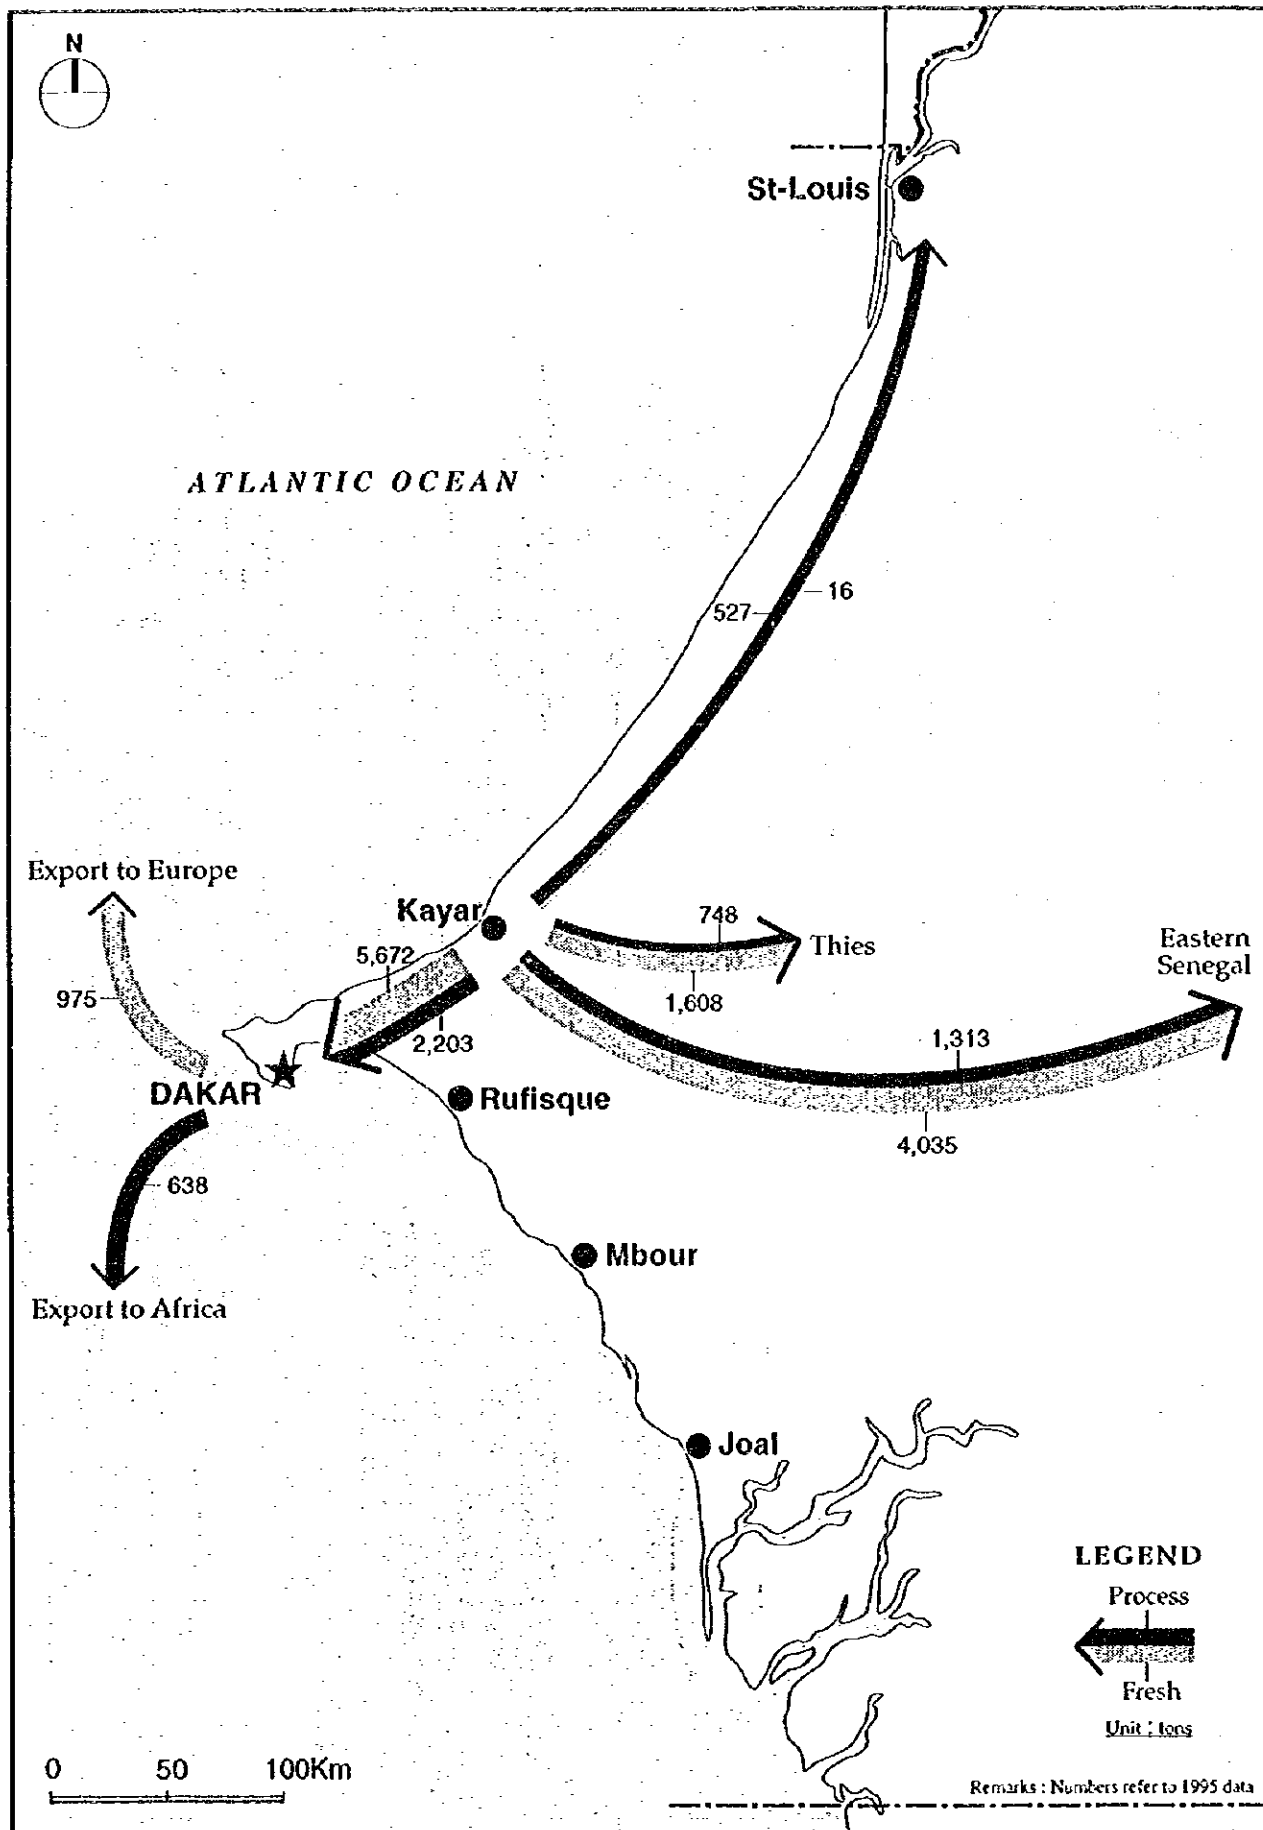 N
St-Louis
ATLANTIC OCEAN
16
527
Export to Europe
Kayar
748
Thies
Eastern
Senegal
5,672
975
1,608
2,203
1,313
DAKAR
Rufisque
4,035
638
Mbour
Export to Africa
Joal
LEGEND
Process
Fresh
Unit : tons
0 50 100Km
Remarks : Numbers refer to 1995 data